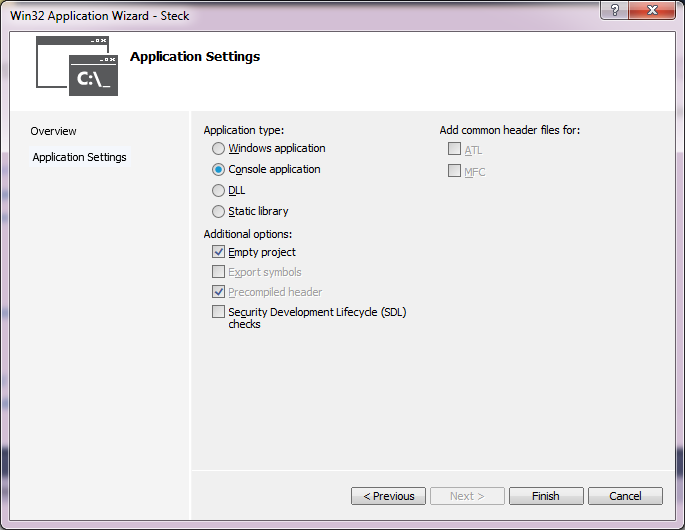 Win32 Application Wizard - Steck
?
C:\_
Application Settings
Overview
Application Settings
Application type:
Windows application
Console application
DLL
Static library
Additional options:
Empty project
Export symbols
Precompiled header
Security Development Lifecycle (SDL)
checks
Add common header files for:
ATL
MFC
< Previous
Next >
Finish
Cancel